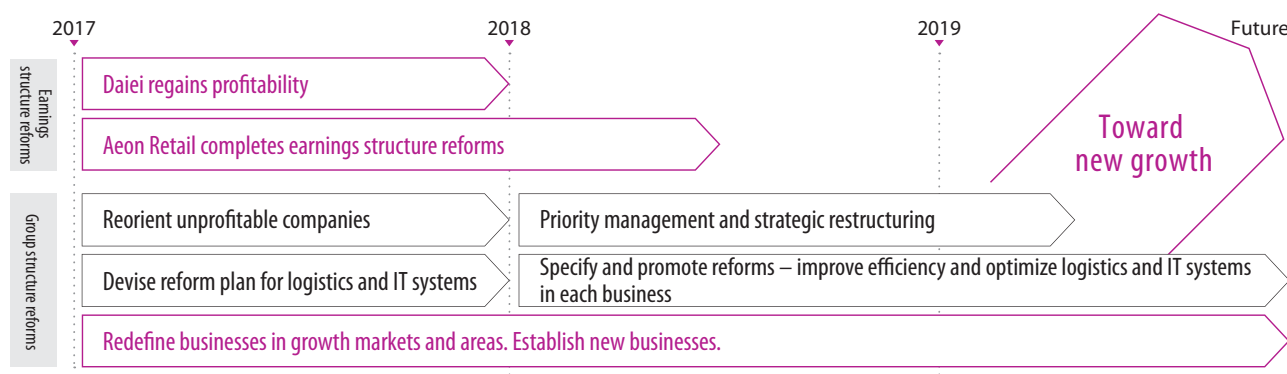 2017
2018
2019
Future
Earnings
structure reforms
Daiei regains profitability
Aeon Retail completes earnings structure reforms
Toward
new growth
Group structure reforms
Reorient unprofitable companies
Priority management and strategic restructuring
Devise reform plan for logistics and IT systems
Specify and promote reforms – improve efficiency and optimize logistics and IT systems
in each business
Redefine businesses in growth markets and areas. Establish new businesses.